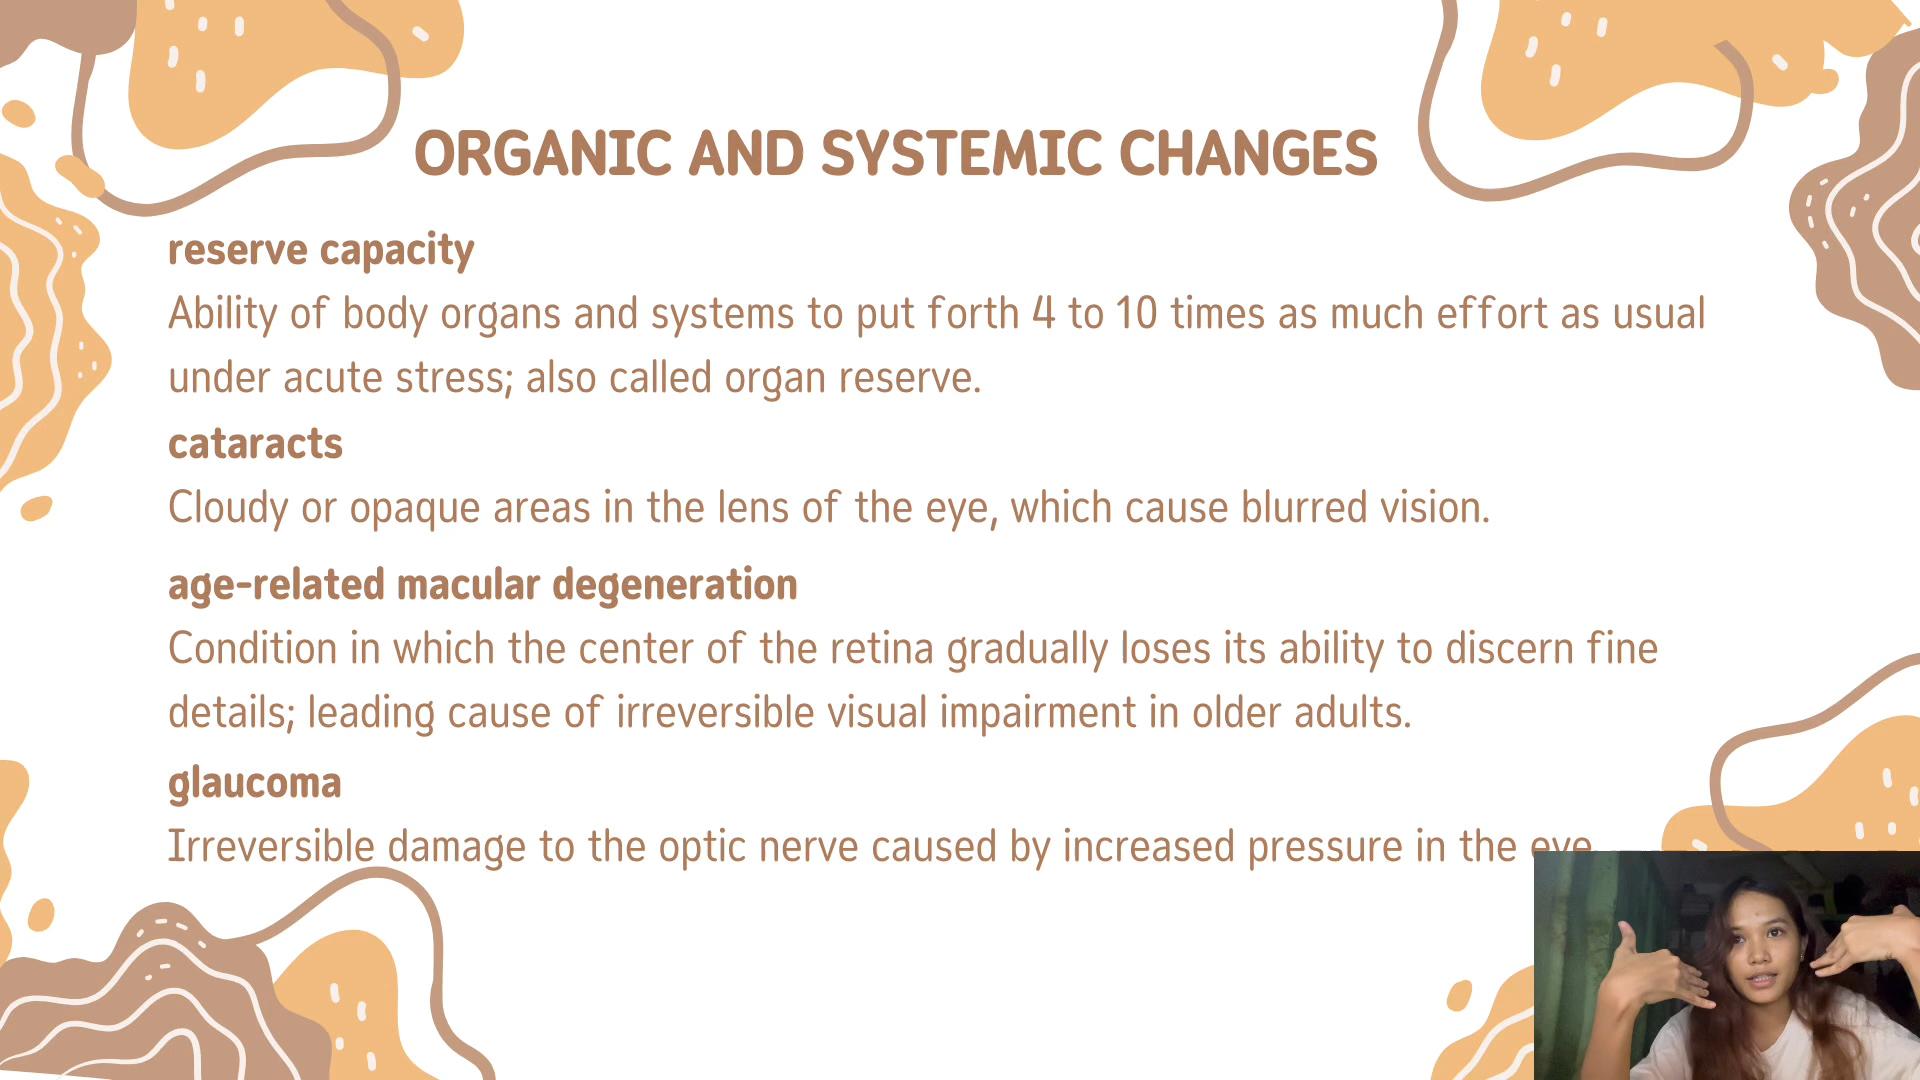 ORGANIC AND SYSTEMIC CHANGES
reserve capacity
Ability of body organs and systems to put forth 4 to 10 times as much effort as usual
under acute stress; also called organ reserve.
cataracts
Cloudy or opaque areas in the lens of the eye, which cause blurred vision.
age-related macular degeneration
Condition in which the center of the retina gradually loses its ability to discern fine
details; leading cause of irreversible visual impairment in older adults.
glaucoma
Irreversible damage to the optic nerve caused by increased pressure in the eye.